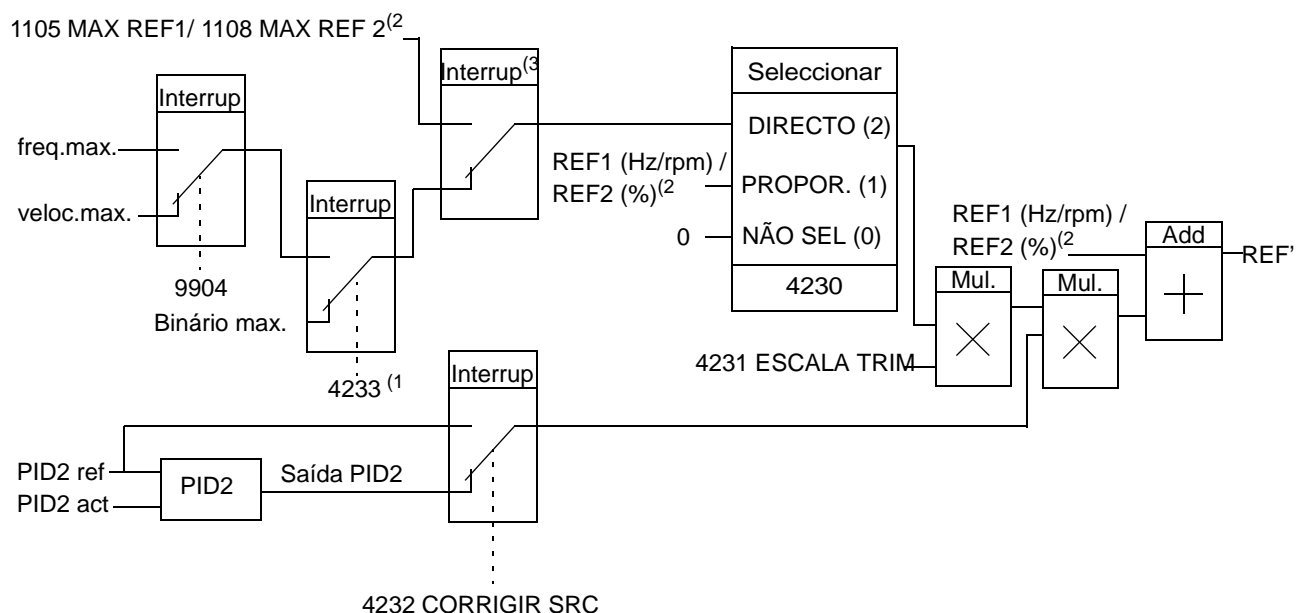 1105 MAX REF1/ 1108 MAX REF 2(2
Interrup(3
Seleccionar
Interrup
DIRECTO (2)
freq.max.
REF1 (Hz/rpm) /
REF2 (%)(2
PROPOR. (1)
Interrup
veloc.max.
REF1 (Hz/rpm) /
REF2 (%)(2
Add
0
NÃO SEL (0)
REF'
+
9904
4230
Mul.
Mul.
Binário max.
×
×
4231 ESCALA TRIM
4233 (1
Interrup
PID2 ref
PID2
Saída PID2
PID2 act
4232 CORRIGIR SRC